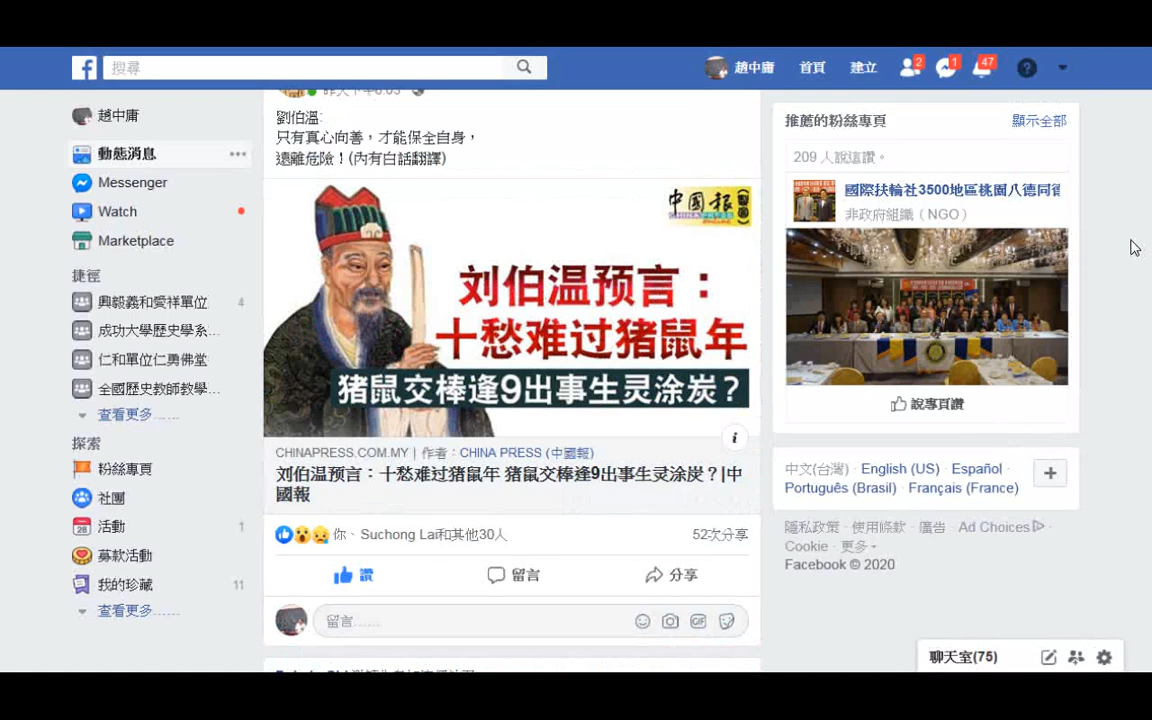 搜尋
趙中庸
首頁
建立
2
1
47
趙中庸
動態消息
Messenger
Watch
Marketplace
捷徑
興毅義和愛祥單位 4
成功大學歷史學系...
仁和單位仁勇佛堂
全國歷史教師教學...
查看更多......
探索
粉絲專頁
社團
活動 1
募款活動
我的珍藏 11
查看更多......
劉伯溫:
只有真心向善，才能保全自身，
遠離危險！(內有白話翻譯)
中國報
CHINA PRESS
online
刘伯温预言：
十愁难过猪鼠年
猪鼠交棒逢9出事生灵涂炭？
CHINAPRESS.COM.MY | 作者：CHINA PRESS (中國報)
刘伯温预言：十愁难过猪鼠年 猪鼠交棒逢9出事生灵涂炭？|中
國報
你、Suchong Lai和其他30人
52次分享
讚
留言
分享
留言......
GIF
推薦的粉絲專頁
顯示全部
209 人說這讚。
國際扶輪社3500地區桃園八德同
非政府組織（NGO）
說專頁讚
中文(台灣) · English (US) · Español ·
Português (Brasil) · Français (France)
隱私政策 · 使用條款 · 廣告 · Ad Choices ·
Cookie · 更多
Facebook © 2020
聊天室(75)